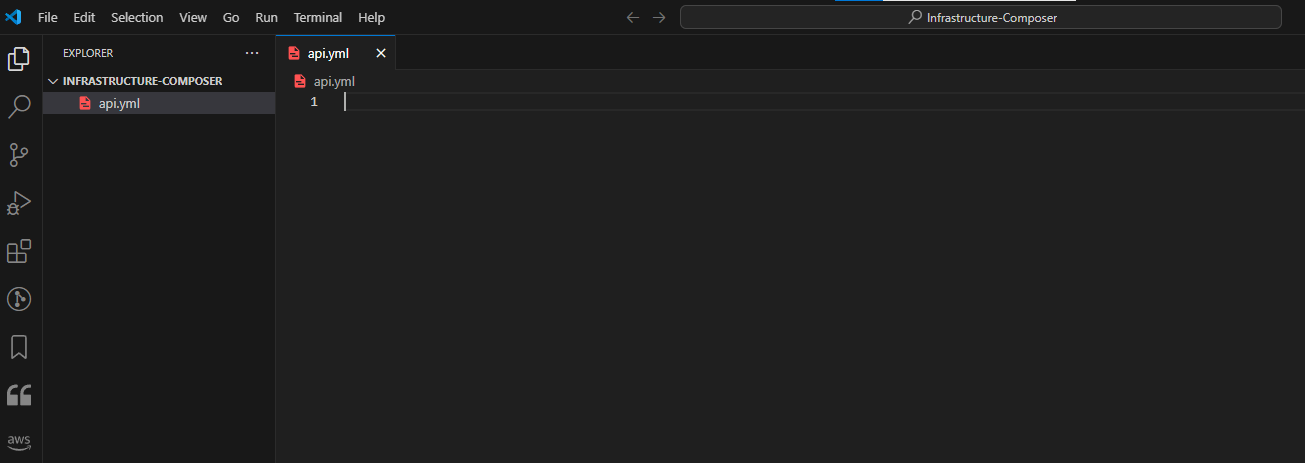 File Edit Selection View Go Run Terminal Help
Infrastructure-Composer
EXPLORER
INFRASTRUCTURE-COMPOSER
api.yml
api.yml
api.yml
1
aws